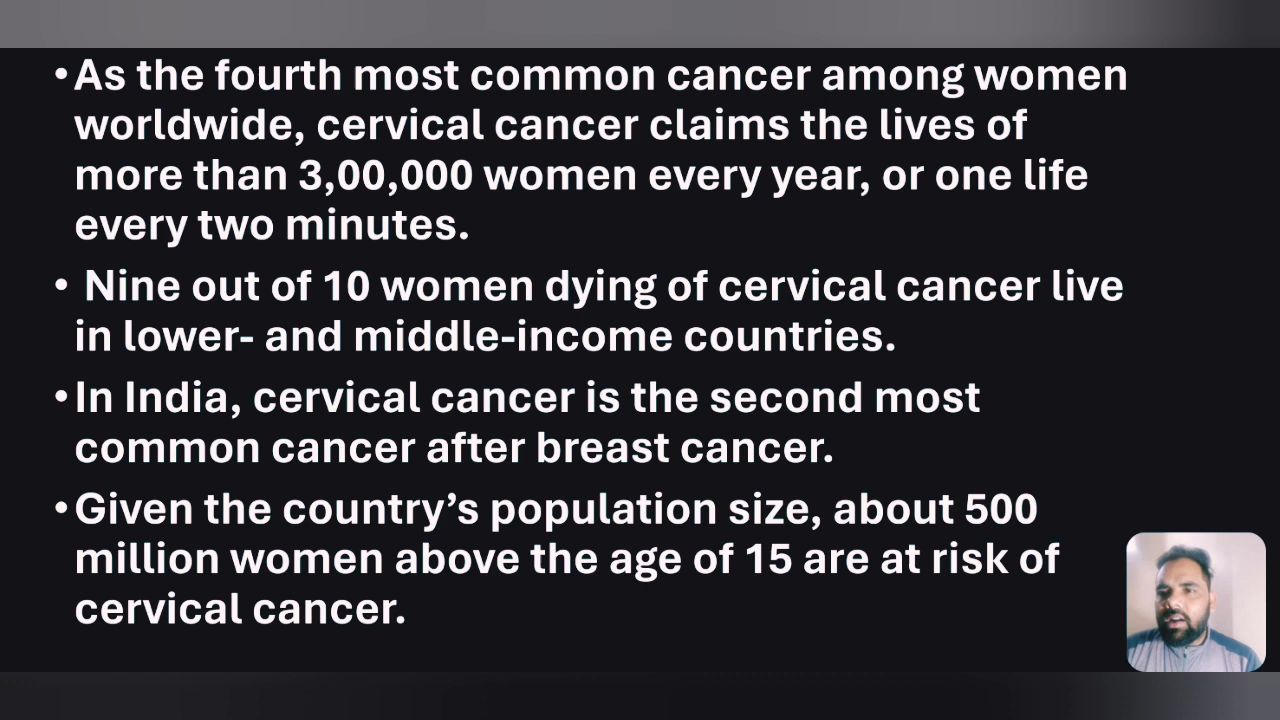 •As the fourth most common cancer among women
worldwide, cervical cancer claims the lives of
more than 3,00,000 women every year, or one life
every two minutes.
• Nine out of 10 women dying of cervical cancer live
in lower- and middle-income countries.
•In India, cervical cancer is the second most
common cancer after breast cancer.
•Given the country’s population size, about 500
million women above the age of 15 are at risk of
cervical cancer.